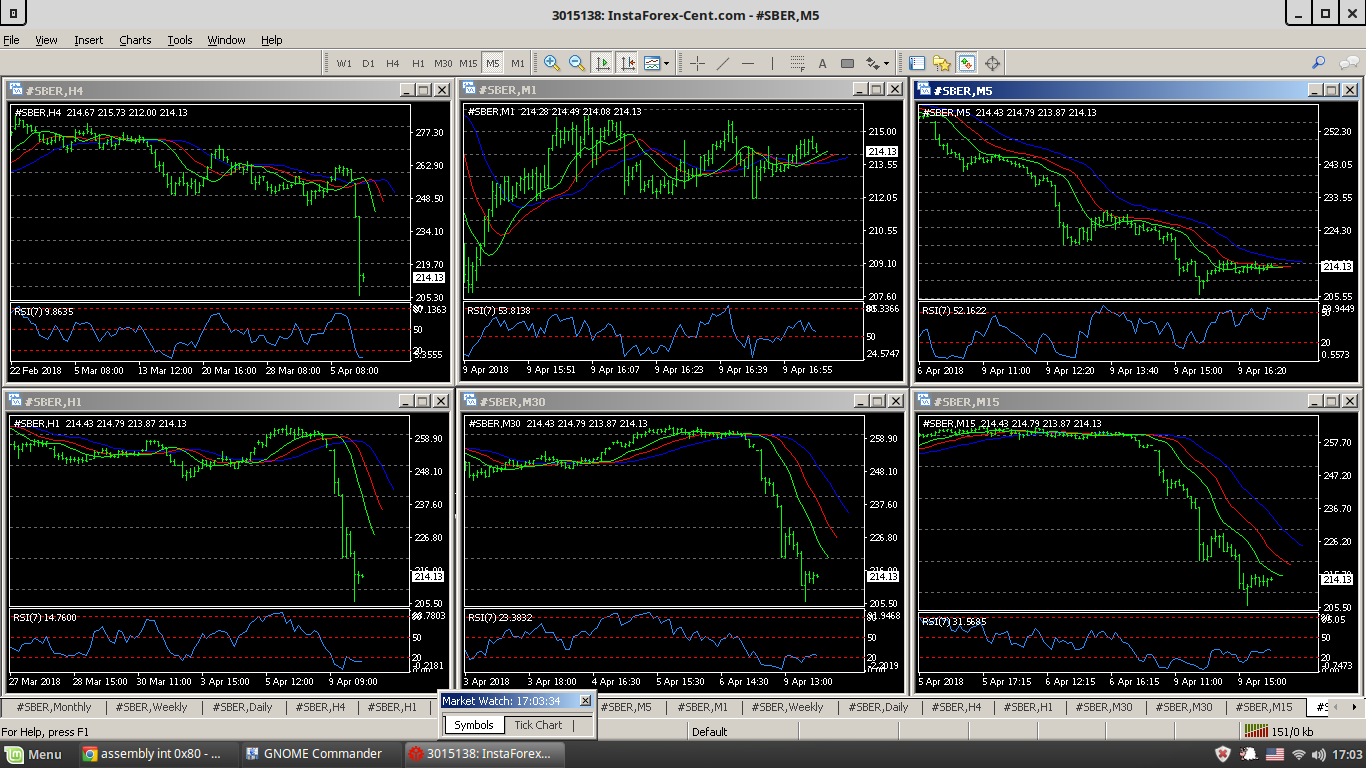 3015138: InstaForex-Cent.com - #SBER,M5
File View Insert Charts Tools Window Help
W1 D1 H4 H1 M30 M15 M5 M1
#SBER,H4
#SBER,H4 214.67 215.73 212.00 214.13
277.30
262.90
248.50
234.10
219.70
214.13
205.30
RSI(7) 9.8635
50
22 Feb 2018 5 Mar 08:00 13 Mar 12:00 20 Mar 16:00 28 Mar 08:00 5 Apr 08:00
#SBER,M1
#SBER,M1 214.28 214.49 214.08 214.13
215.00
214.13
213.55
212.05
210.55
209.10
207.60
RSI(7) 53.8138
50
24.5747
9 Apr 2018 9 Apr 15:51 9 Apr 16:07 9 Apr 16:23 9 Apr 16:39 9 Apr 16:55
#SBER,M5
#SBER,M5 214.43 214.79 213.87 214.13
252.30
243.05
233.55
224.30
214.13
205.55
RSI(7) 52.1622
20
0.5573
6 Apr 2018 9 Apr 11:00 9 Apr 12:20 9 Apr 13:40 9 Apr 15:00 9 Apr 16:20
#SBER,H1
#SBER,H1 214.43 214.79 213.87 214.13
258.90
248.10
237.60
226.80
214.13
205.50
RSI(7) 14.7600
50
20
27 Mar 2018 28 Mar 15:00 30 Mar 11:00 3 Apr 15:00 5 Apr 12:00 9 Apr 09:00
#SBER,M30
#SBER,M30 214.43 214.79 213.87 214.13
258.90
248.10
237.60
226.80
214.13
205.50
RSI(7) 23.3832
50
20
3 Apr 2018 3 Apr 18:00 4 Apr 16:30 5 Apr 15:30 6 Apr 14:30 9 Apr 13:00
#SBER,M15
#SBER,M15 214.43 214.79 213.87 214.13
257.70
247.20
236.70
226.20
214.13
205.50
RSI(7) 31.5685
50
20
5 Apr 2018 5 Apr 17:15 6 Apr 12:15 6 Apr 16:15 9 Apr 11:00 9 Apr 15:00
#SBER,Monthly #SBER,Weekly #SBER,Daily #SBER,H4 #SBER,H1 #SBER,M5 #SBER,M1 #SBER,Weekly #SBER,Daily #SBER,H4 #SBER,H1 #SBER,M30 #SBER,M30 #SBER,M15
Market Watch: 17:03:34
Symbols Tick Chart
For Help, press F1 Default 151/0 kb
Menu assembly int 0x80 - ... GNOME Commander 3015138: InstaForex... 17:03